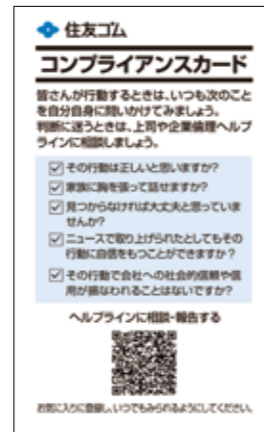 住友ゴム
コンプライアンスカード
皆さんが行動するときは、いつも次のこと
を自分自身に問いかけてみましょう。
判断に迷うときは、上司や企業倫理ヘルプ
ラインに相談しましょう。
その行動は正しいと思いますか?
家族に胸を張って話せますか?
見つからなければ大丈夫と思っていま
せんか?
ニュースで取り上げられたとしてもその
行動に自信をもつことができますか?
その行動で会社への社会的信頼や信
用が損なわれることはないですか?
ヘルプラインに相談・報告する
お気に入りに登録し、いつでもみられるようにしてください。